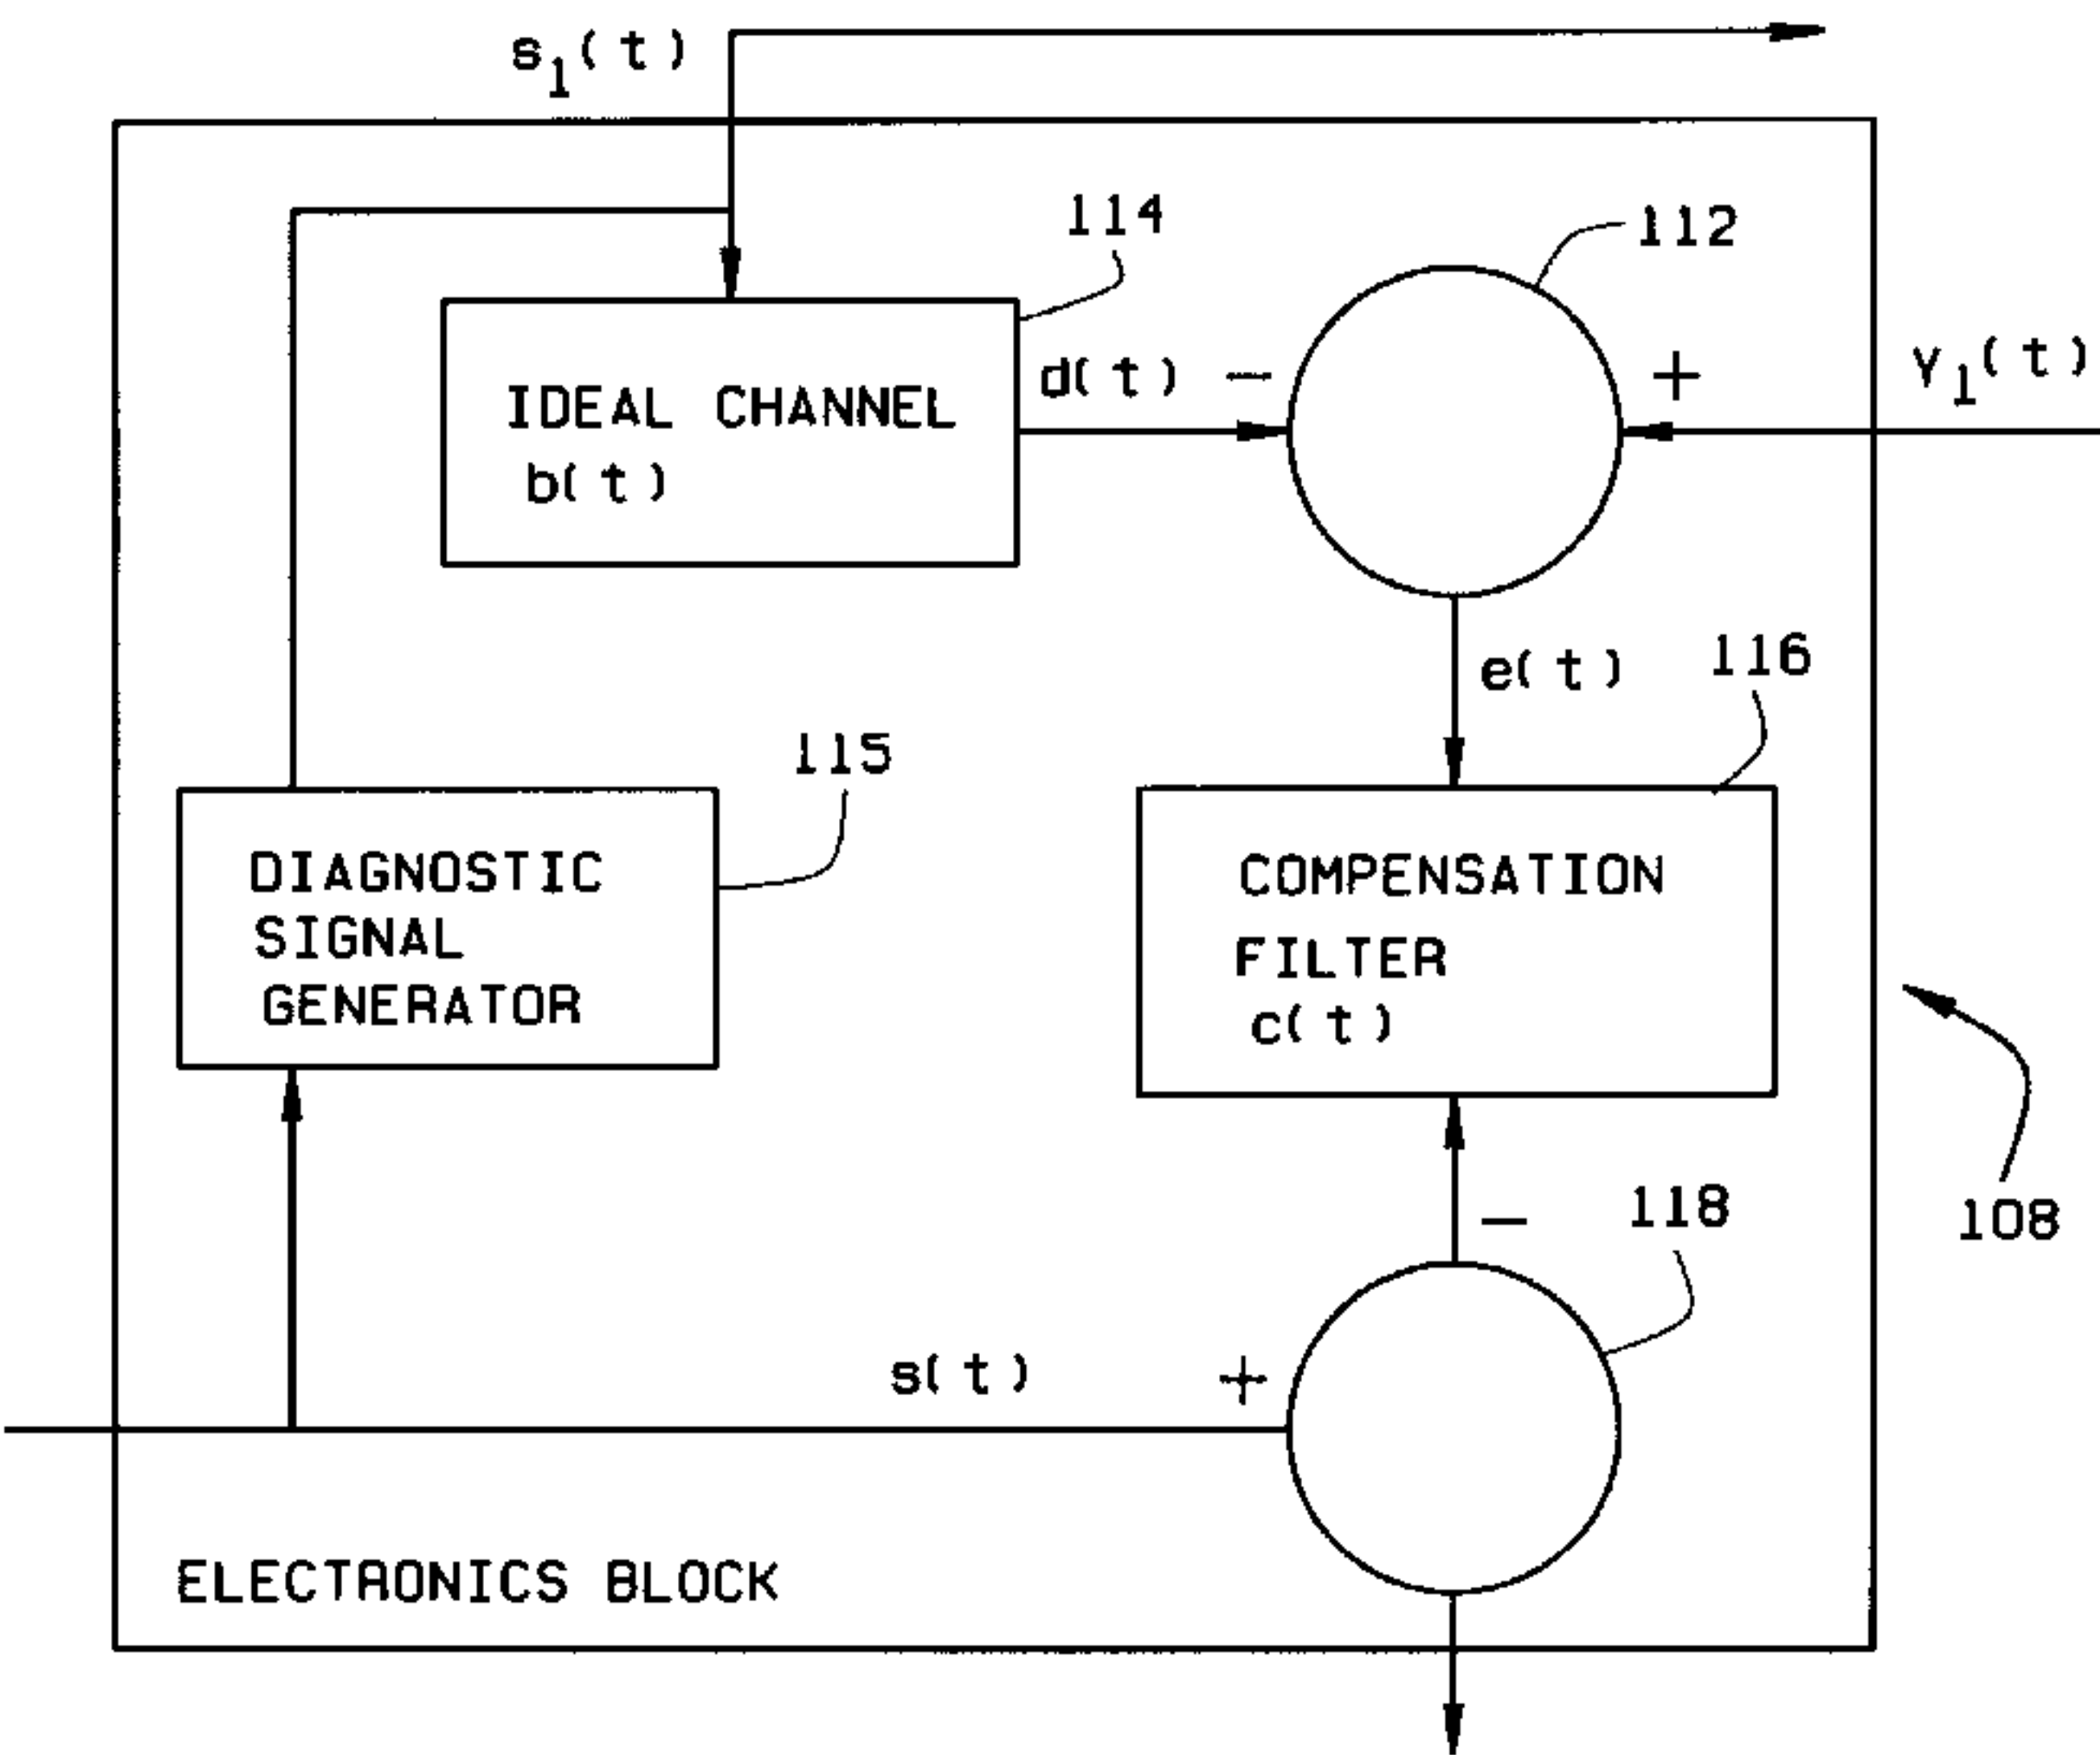 s1(t)
114
112
IDEAL CHANNEL
b(t)
d(t) -
+
y1(t)
e(t)
116
115
DIAGNOSTIC
SIGNAL
GENERATOR
COMPENSATION
FILTER
c(t)
108
-
118
s(t)
+
ELECTRONICS BLOCK